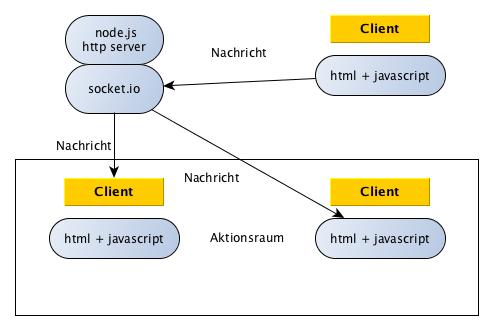 node.js
http server
Client
Nachricht
html + javascript
socket.io
Nachricht
Nachricht
Client
Client
html + javascript
Aktionsraum
html + javascript